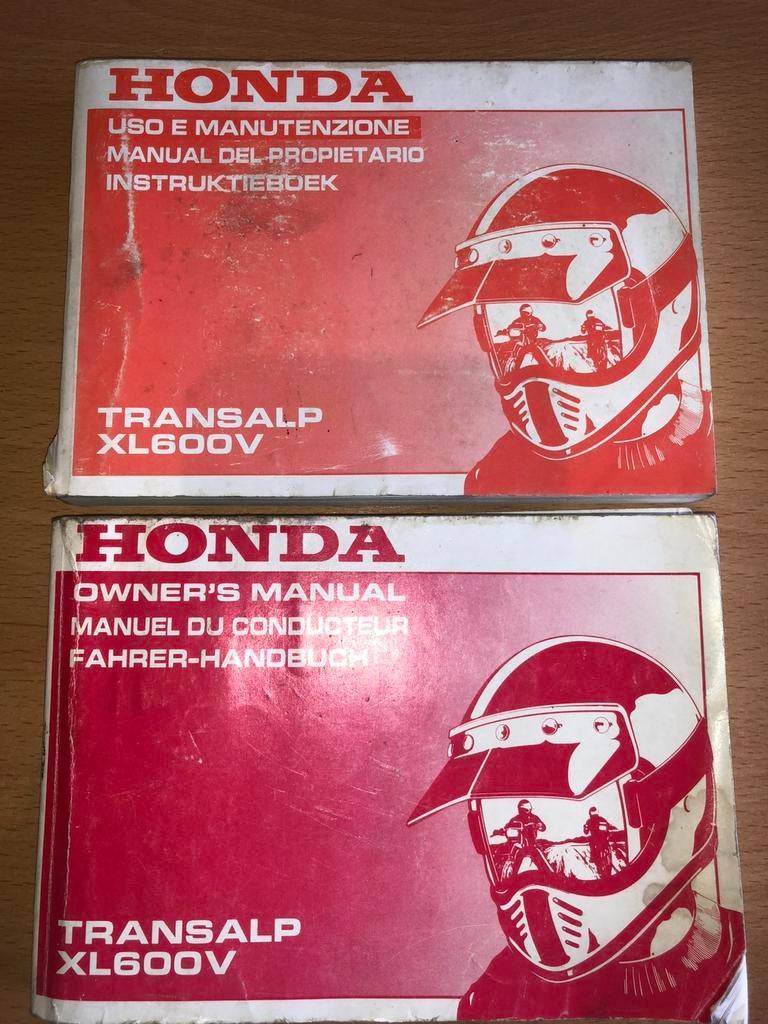 HONDA
USO E MANUTENZIONE
MANUAL DEL PROPIETARIO
INSTRUKTIEBOEK
TRANSALP
XL600V
HONDA
OWNER'S MANUAL
MANUEL DU CONDUCTEUR
FAHRER-HANDBUCH
TRANSALP
XL600V